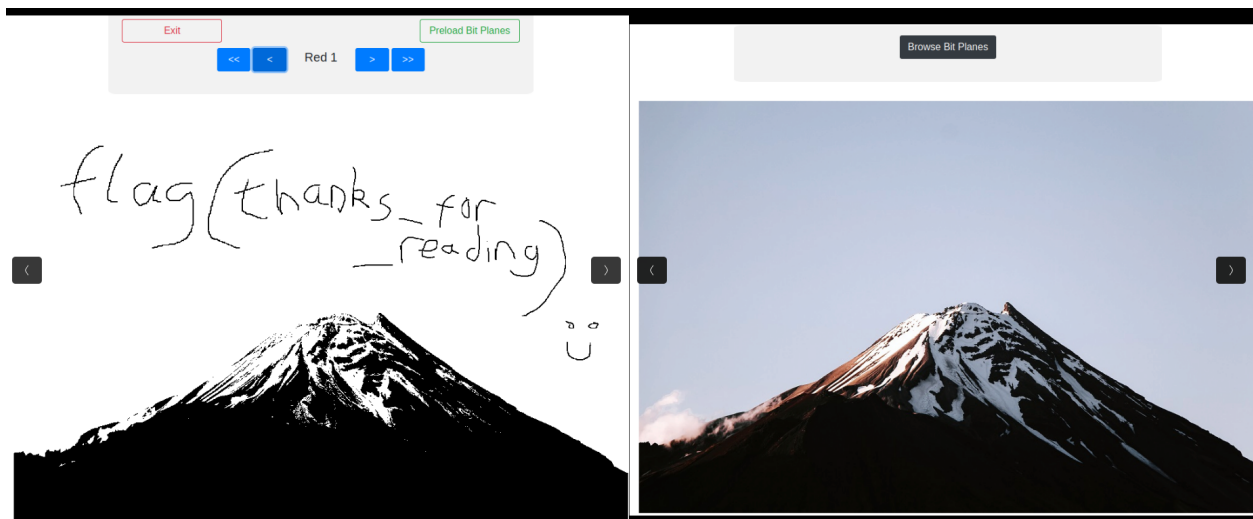 Exit
Preload Bit Planes
<< < Red 1 > >>
Browse Bit Planes
flag(thanks_for
_reading)